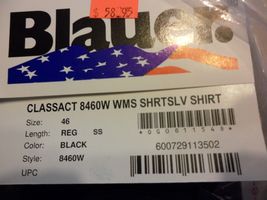 $ 58.95
Blauer.
CLASSACT 8460W WMS SHRTSLV SHIRT
Size: 46
Length: REG SS
Color: BLACK
Style: 8460W
UPC
600729113502